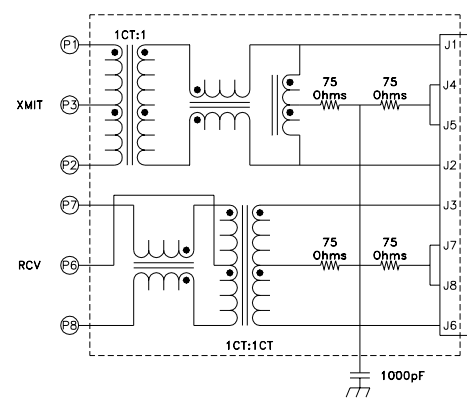 1CT:1
P1
J1
75 Ohms
75 Ohms
J4
XMIT
P3
J5
P2
J2
P7
J3
75 Ohms
75 Ohms
J7
RCV
P6
J8
P8
J6
1CT:1CT
1000pF